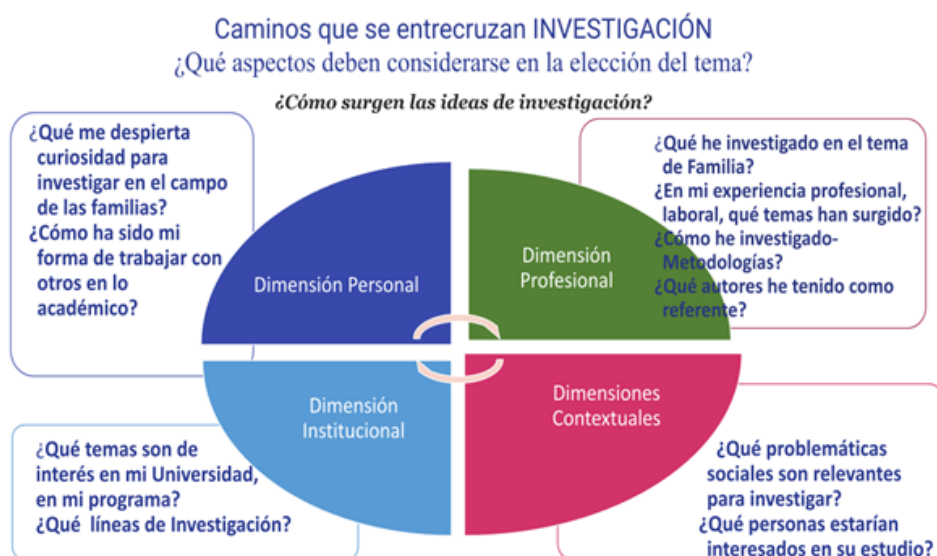 Caminos que se entrecruzan INVESTIGACIÓN
¿Qué aspectos deben considerarse en la elección del tema?
¿Cómo surgen las ideas de investigación?
¿Qué me despierta
curiosidad para
investigar en el campo
de las familias?
¿Cómo ha sido mi
forma de trabajar con
otros en lo
académico?
Dimensión Personal
Dimensión
Profesional
¿Qué he investigado en el tema
de Familia?
¿En mi experiencia profesional,
laboral, qué temas han surgido?
¿Cómo he investigado-
Metodologías?
¿Qué autores he tenido como
referente?
Dimensión
Institucional
Dimensiones
Contextuales
¿Qué temas son de
interés en mi Universidad,
en mi programa?
¿Qué líneas de Investigación?
¿Qué problemáticas
sociales son relevantes
para investigar?
¿Qué personas estarían
interesados en su estudio?